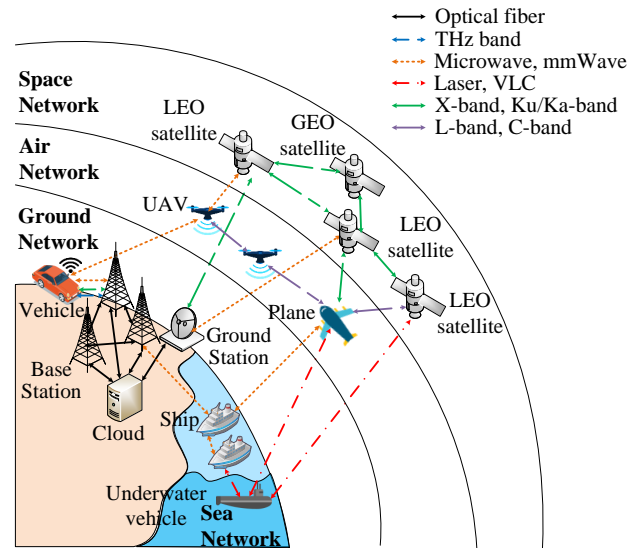 Optical fiber
THz band
Microwave, mmWave
Laser, VLC
X-band, Ku/Ka-band
L-band, C-band
Space
Network
LEO
satellite
GEO
satellite
Air
Network
UAV
Ground
Network
LEO
satellite
Vehicle
Plane
LEO
satellite
Ground
Station
Base
Station
Cloud
Ship
Underwater
vehicle
Sea
Network